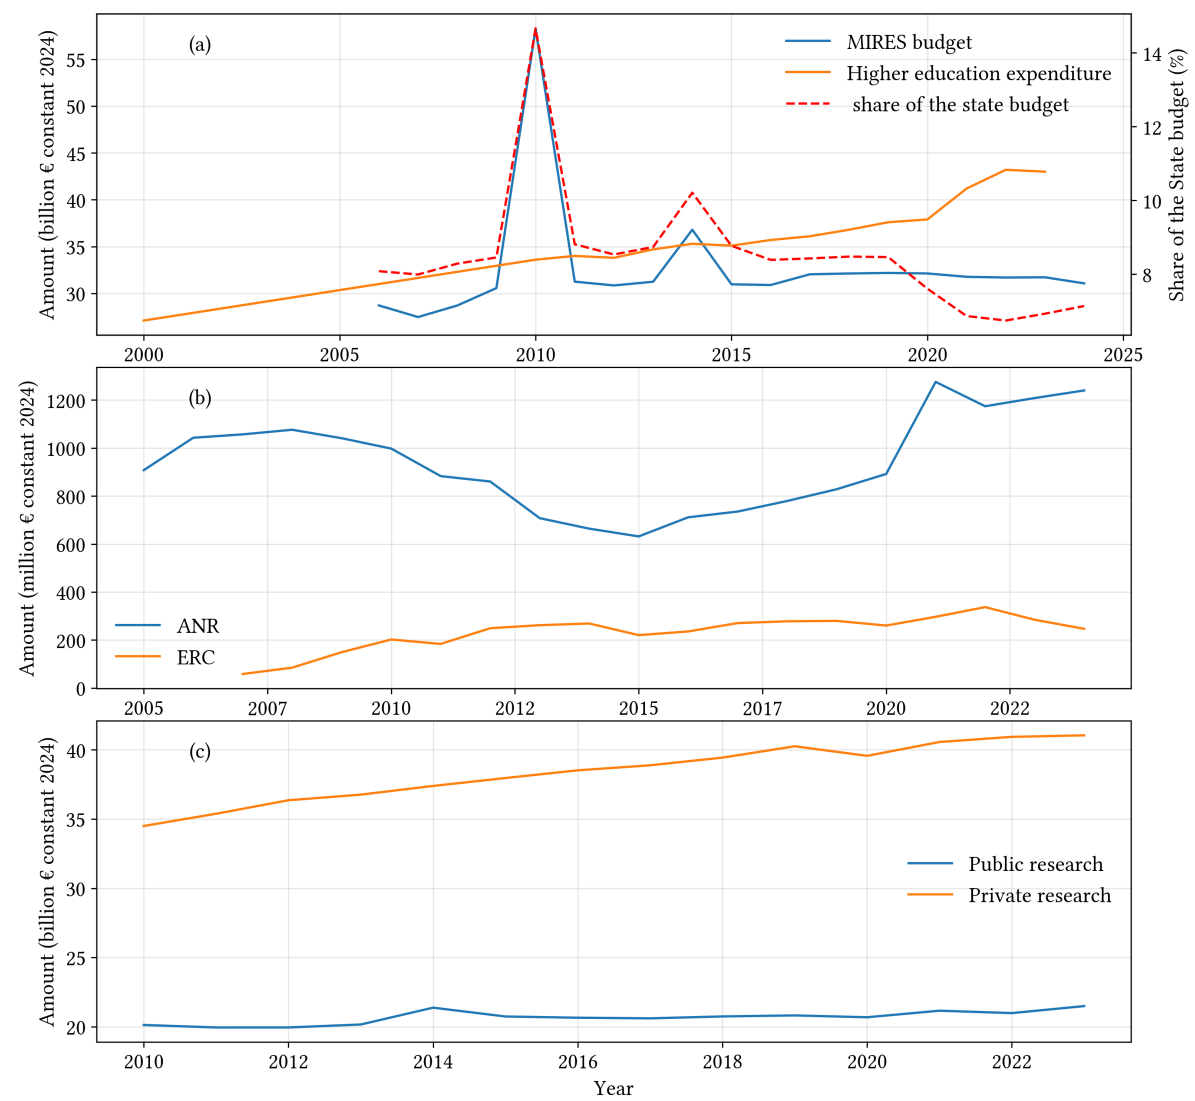 (a)
MIRES budget
Higher education expenditure
share of the state budget
Amount (billion € constant 2024)
55
50
45
40
35
30
Share of the State budget (%)
14
12
10
8
2000 2005 2010 2015 2020 2025
(b)
Amount (million € constant 2024)
1200
1000
800
600
400
200
0
ANR
ERC
2005 2007 2010 2012 2015 2017 2020 2022
(c)
Amount (billion € constant 2024)
40
35
30
25
20
Public research
Private research
2010 2012 2014 2016 2018 2020 2022
Year